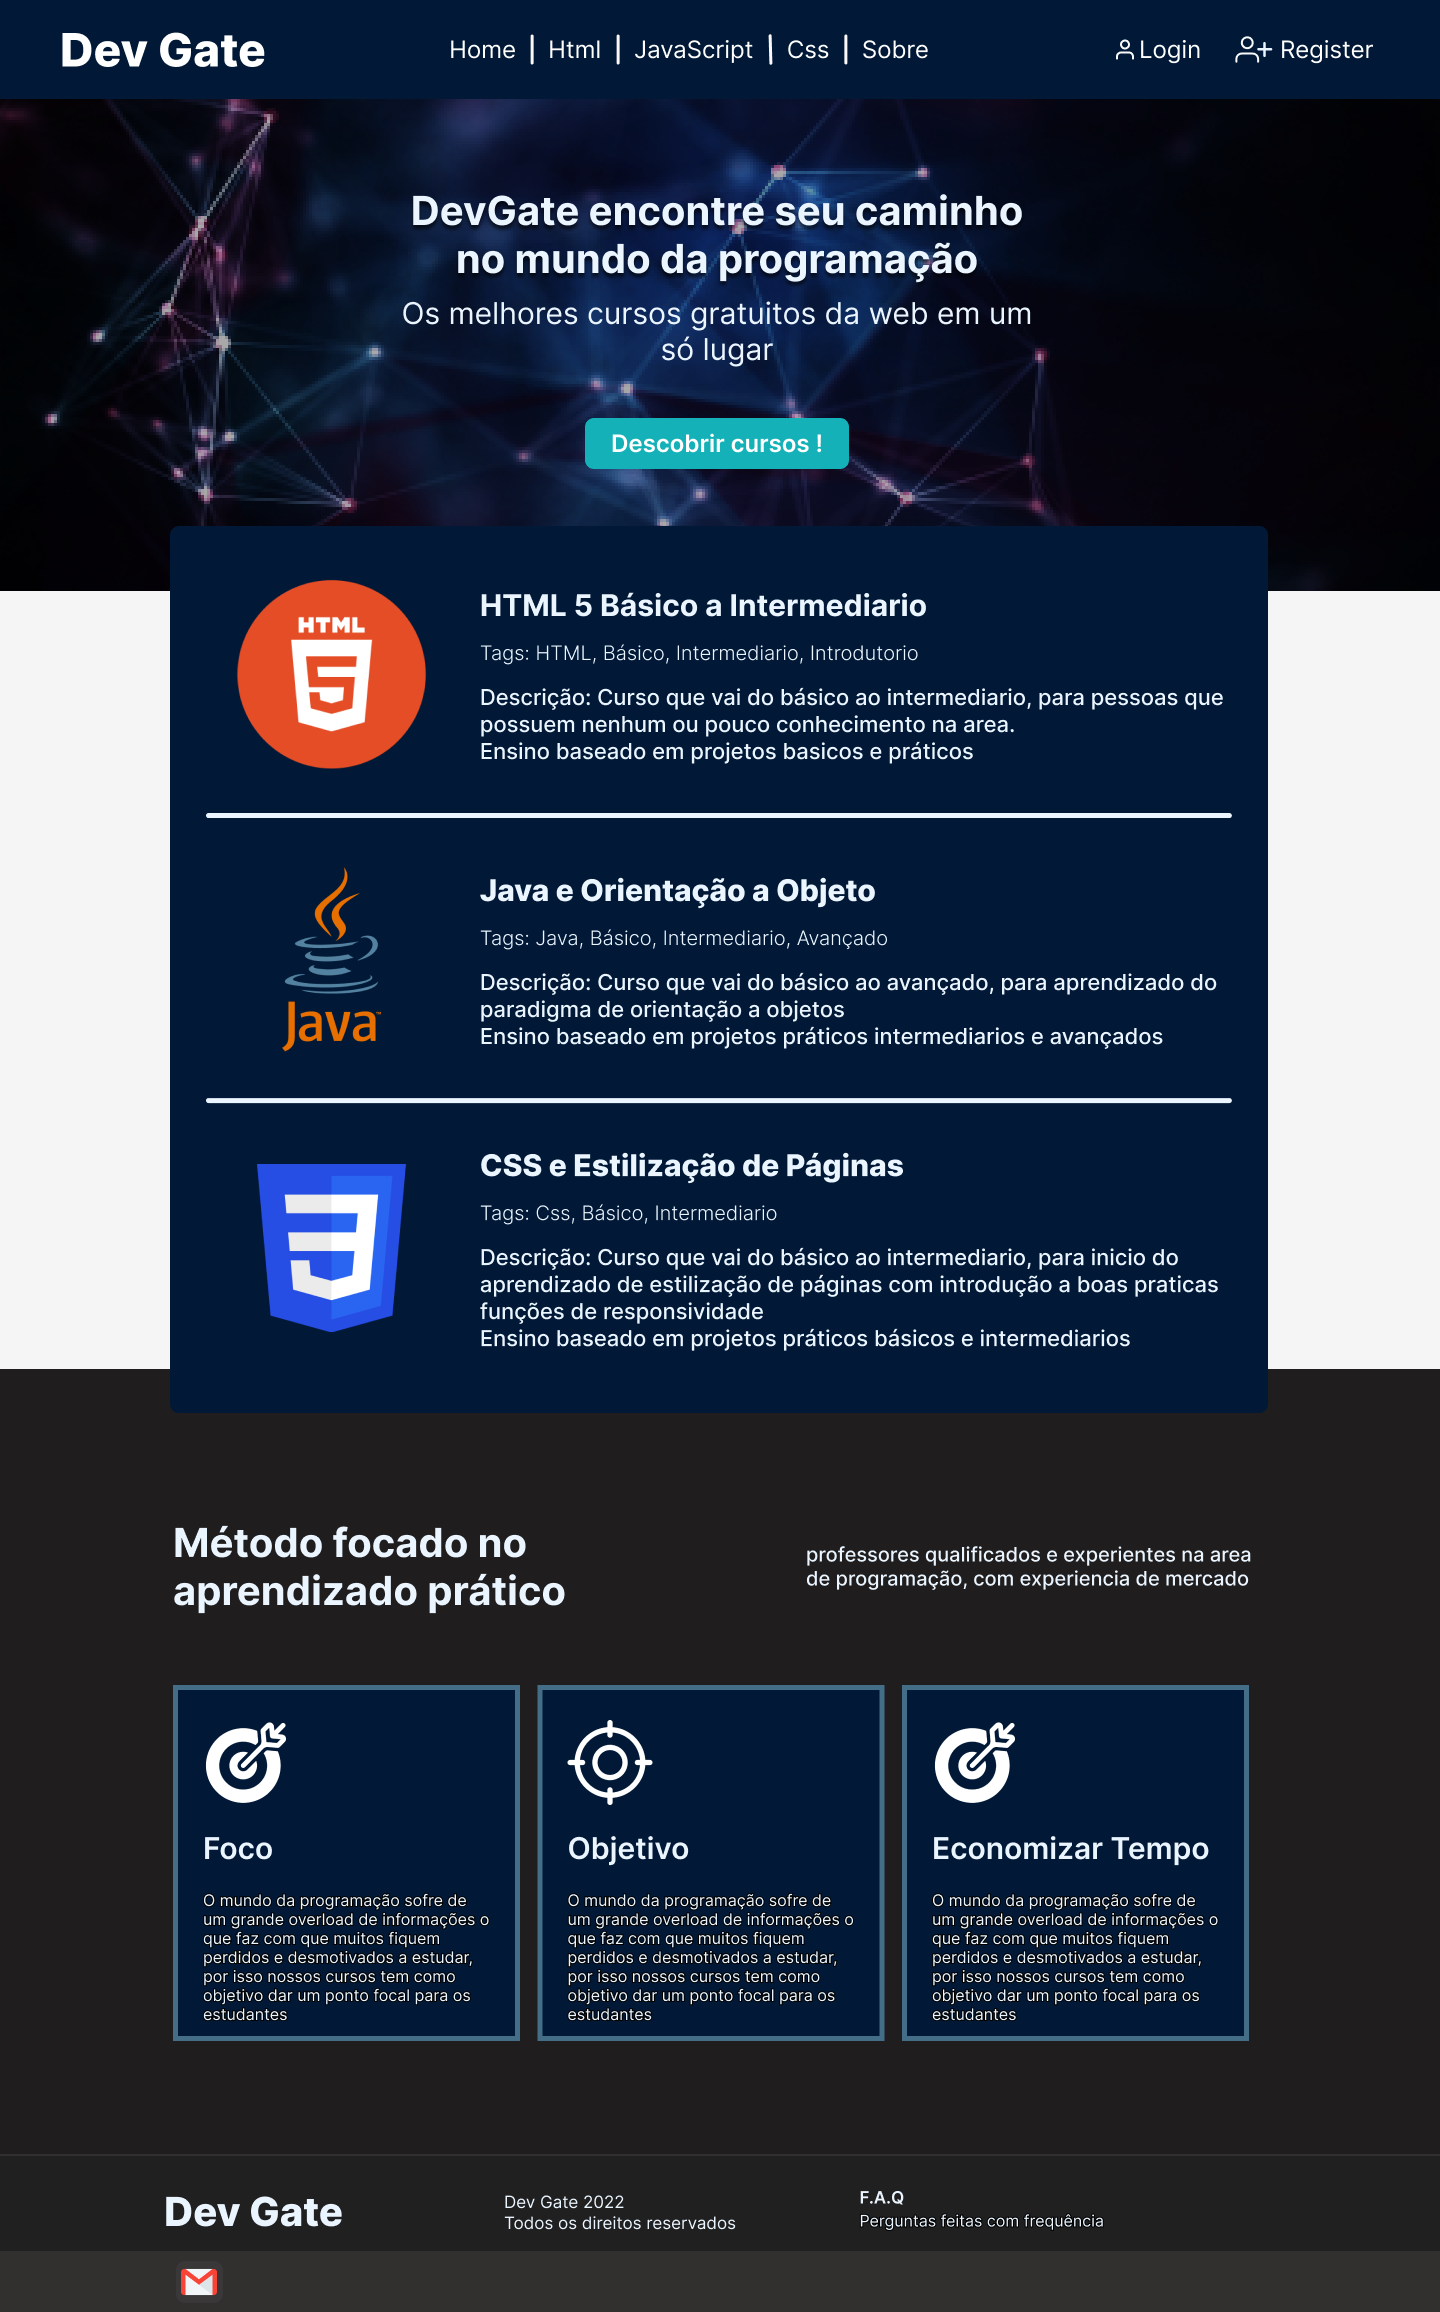 Dev Gate
Home | Html | JavaScript | Css | Sobre
Login
Register
DevGate encontre seu caminho
no mundo da programação
Os melhores cursos gratuitos da web em um
só lugar
Descobrir cursos !
HTML
5
HTML 5 Básico a Intermediario
Tags: HTML, Básico, Intermediario, Introdutorio
Descrição: Curso que vai do básico ao intermediario, para pessoas que
possuem nenhum ou pouco conhecimento na area.
Ensino baseado em projetos basicos e práticos
Java™
Java e Orientação a Objeto
Tags: Java, Básico, Intermediario, Avançado
Descrição: Curso que vai do básico ao avançado, para aprendizado do
paradigma de orientação a objetos
Ensino baseado em projetos práticos intermediarios e avançados
3
CSS e Estilização de Páginas
Tags: Css, Básico, Intermediario
Descrição: Curso que vai do básico ao intermediario, para inicio do
aprendizado de estilização de páginas com introdução a boas praticas
funções de responsividade
Ensino baseado em projetos práticos básicos e intermediarios
Método focado no
aprendizado prático
professores qualificados e experientes na area
de programação, com experiencia de mercado
Foco
O mundo da programação sofre de
um grande overload de informações o
que faz com que muitos fiquem
perdidos e desmotivados a estudar,
por isso nossos cursos tem como
objetivo dar um ponto focal para os
estudantes
Objetivo
O mundo da programação sofre de
um grande overload de informações o
que faz com que muitos fiquem
perdidos e desmotivados a estudar,
por isso nossos cursos tem como
objetivo dar um ponto focal para os
estudantes
Economizar Tempo
O mundo da programação sofre de
um grande overload de informações o
que faz com que muitos fiquem
perdidos e desmotivados a estudar,
por isso nossos cursos tem como
objetivo dar um ponto focal para os
estudantes
Dev Gate
Dev Gate 2022
Todos os direitos reservados
F.A.Q
Perguntas feitas com frequência